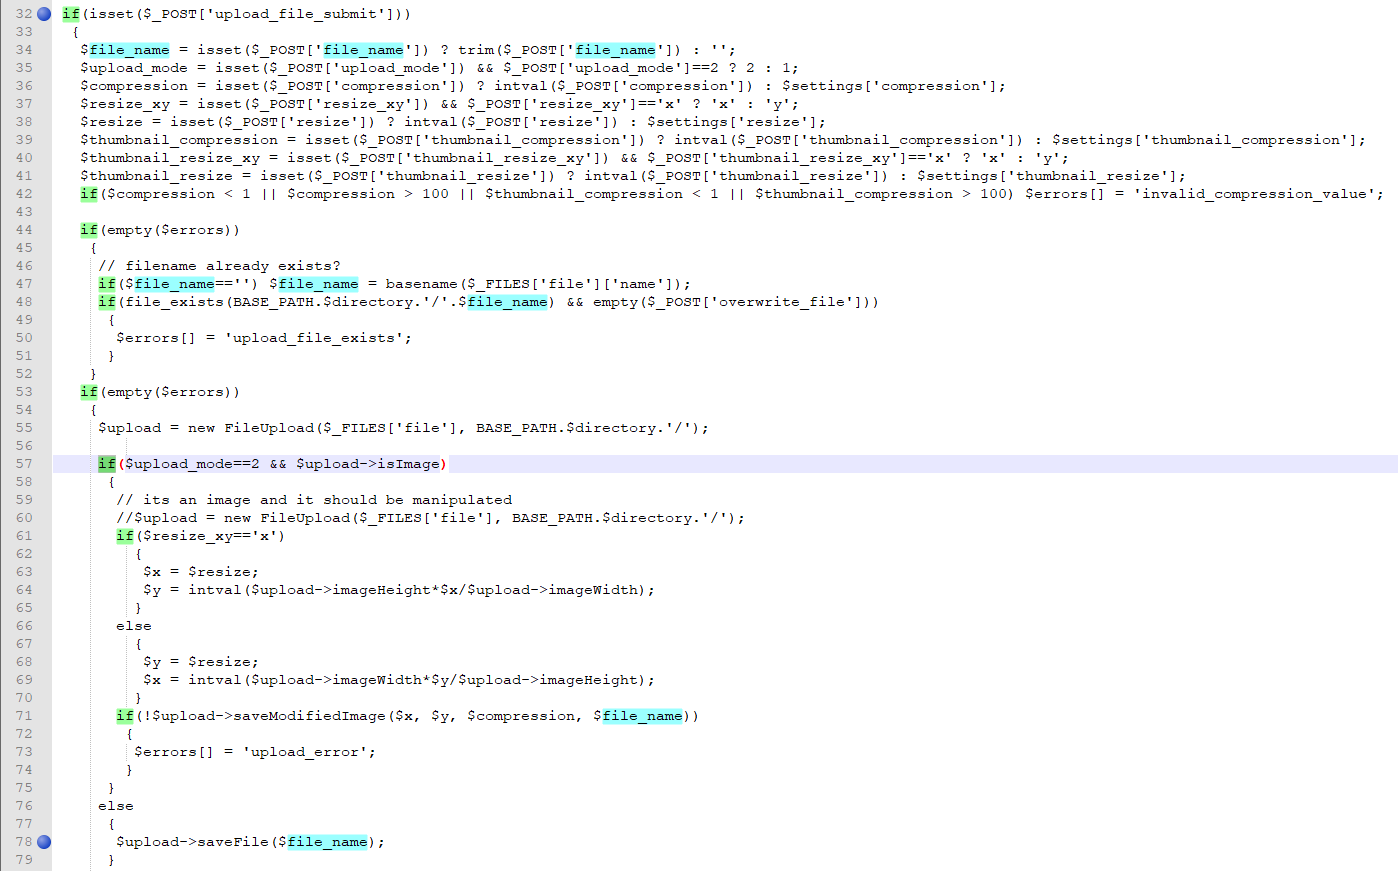 32 if(isset($_POST['upload_file_submit']))
33 {
34 $file_name = isset($_POST['file_name']) ? trim($_POST['file_name']) : '';
35 $upload_mode = isset($_POST['upload_mode']) && $_POST['upload_mode']==2 ? 2 : 1;
36 $compression = isset($_POST['compression']) ? intval($_POST['compression']) : $settings['compression'];
37 $resize_xy = isset($_POST['resize_xy']) && $_POST['resize_xy']=='x' ? 'x' : 'y';
38 $resize = isset($_POST['resize']) ? intval($_POST['resize']) : $settings['resize'];
39 $thumbnail_compression = isset($_POST['thumbnail_compression']) ? intval($_POST['thumbnail_compression']) : $settings['thumbnail_compression'];
40 $thumbnail_resize_xy = isset($_POST['thumbnail_resize_xy']) && $_POST['thumbnail_resize_xy']=='x' ? 'x' : 'y';
41 $thumbnail_resize = isset($_POST['thumbnail_resize']) ? intval($_POST['thumbnail_resize']) : $settings['thumbnail_resize'];
42 if($compression < 1 || $compression > 100 || $thumbnail_compression < 1 || $thumbnail_compression > 100) $errors[] = 'invalid_compression_value';
43
44 if(empty($errors))
45 {
46 // filename already exists?
47 if($file_name=='') $file_name = basename($_FILES['file']['name']);
48 if(file_exists(BASE_PATH.$directory.'/'.$file_name) && empty($_POST['overwrite_file']))
49 {
50 $errors[] = 'upload_file_exists';
51 }
52 }
53 if(empty($errors))
54 {
55 $upload = new FileUpload($_FILES['file'], BASE_PATH.$directory.'/');
56
57 if($upload_mode==2 && $upload->isImage)
58 {
59 // its an image and it should be manipulated
60 //$upload = new FileUpload($_FILES['file'], BASE_PATH.$directory.'/');
61 if($resize_xy=='x')
62 {
63 $x = $resize;
64 $y = intval($upload->imageHeight*$x/$upload->imageWidth);
65 }
66 else
67 {
68 $y = $resize;
69 $x = intval($upload->imageWidth*$y/$upload->imageHeight);
70 }
71 if(!$upload->saveModifiedImage($x, $y, $compression, $file_name))
72 {
73 $errors[] = 'upload_error';
74 }
75 }
76 else
77 {
78 $upload->saveFile($file_name);
79 }